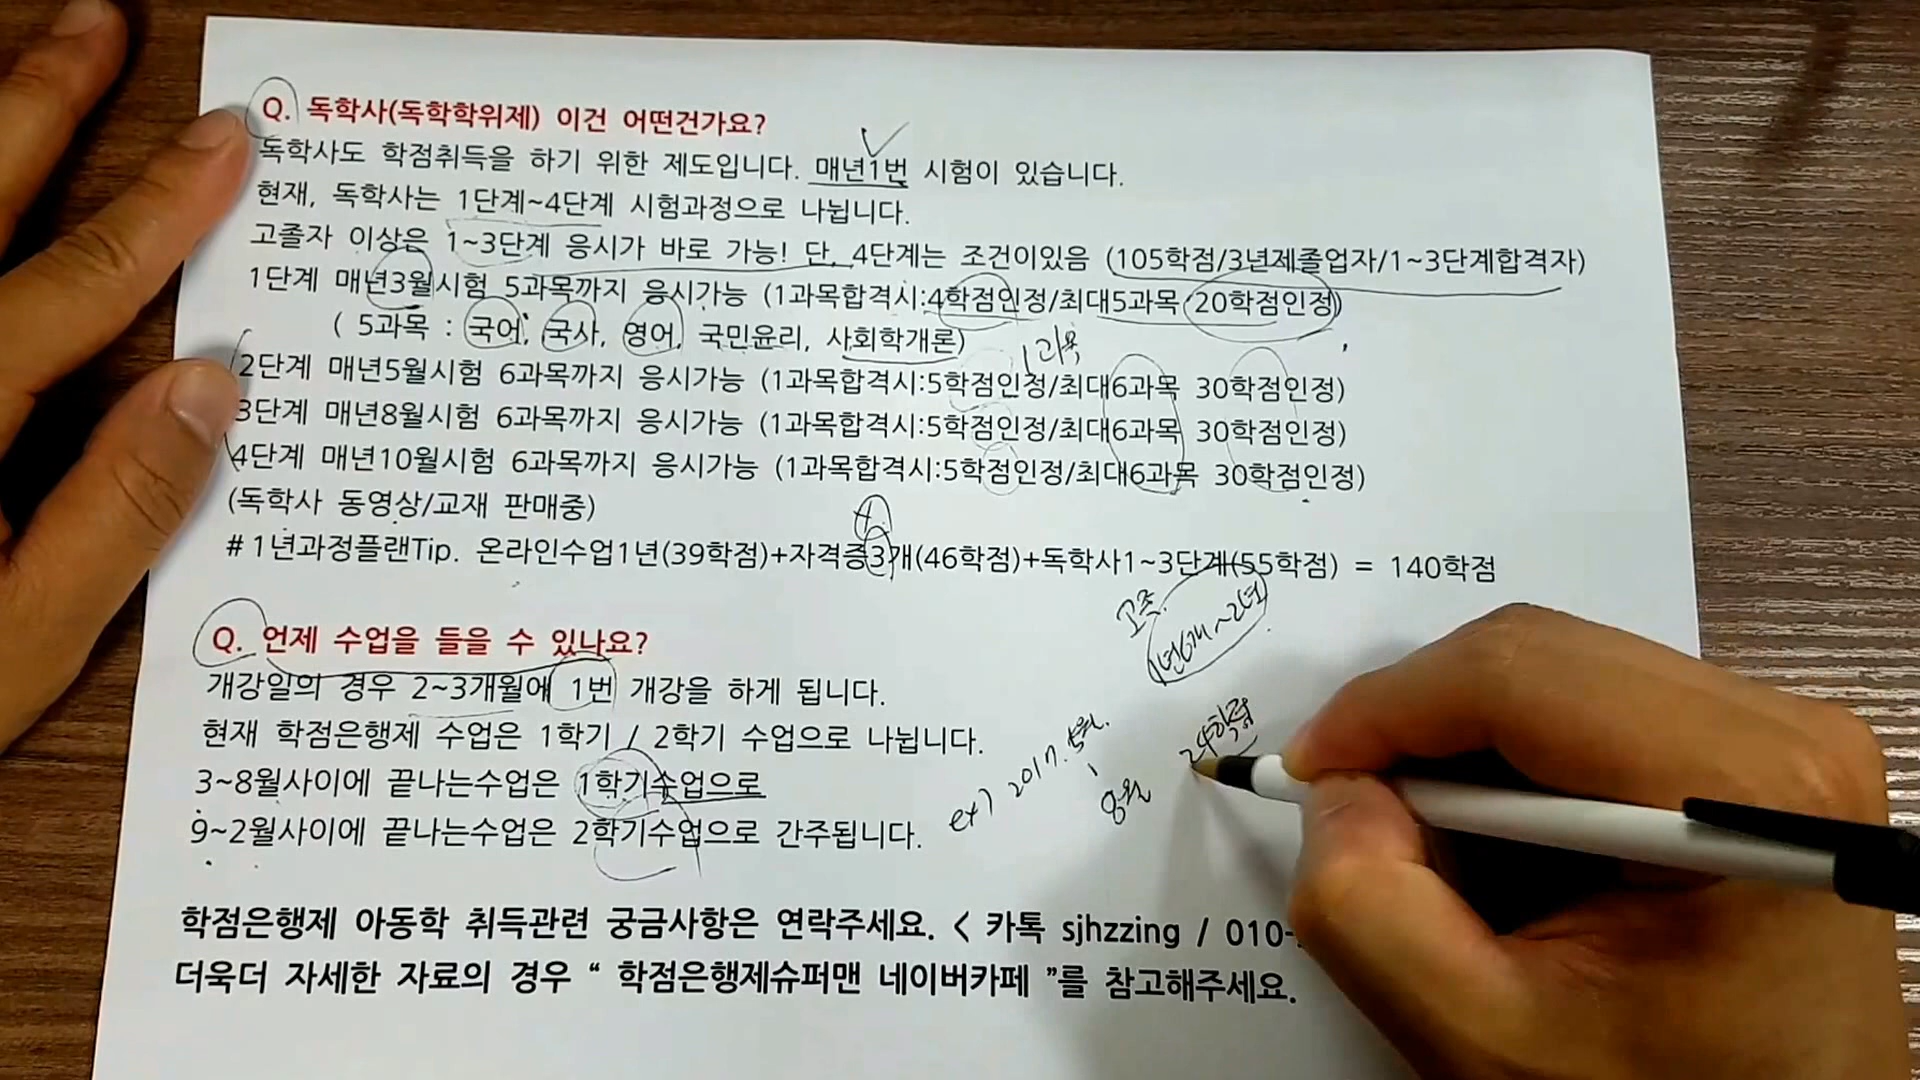 Q. 독학사(독학학위제) 이건 어떤건가요?
독학사도 학점취득을 하기 위한 제도입니다. 매년1번 시험이 있습니다.
현재, 독학사는 1단계~4단계 시험과정으로 나뉩니다.
고졸자 이상은 1~3단계 응시가 바로 가능! 단, 4단계는 조건이있음 (105학점/3년제졸업자/1~3단계합격자)
1단계 매년3월시험 5과목까지 응시가능 (1과목합격시:4학점인정/최대5과목 20학점인정)
( 5과목 : 국어, 국사, 영어, 국민윤리, 사회학개론)
1과목
2단계 매년5월시험 6과목까지 응시가능 (1과목합격시:5학점인정/최대6과목 30학점인정)
3단계 매년8월시험 6과목까지 응시가능 (1과목합격시:5학점인정/최대6과목 30학점인정)
4단계 매년10월시험 6과목까지 응시가능 (1과목합격시:5학점인정/최대6과목 30학점인정)
(독학사 동영상/교재 판매중)
# 1년과정플랜Tip. 온라인수업1년(39학점)+자격증3개(46학점)+독학사1~3단계(55학점) = 140학점
고졸.
1년6개~2년
Q. 언제 수업을 들을 수 있나요?
개강일의 경우 2~3개월에 1번 개강을 하게 됩니다.
현재 학점은행제 수업은 1학기 / 2학기 수업으로 나뉩니다.
24학점
3~8월사이에 끝나는수업은 1학기수업으로
ex) 2017. 5월.
8월
9~2월사이에 끝나는수업은 2학기수업으로 간주됩니다.
학점은행제 아동학 취득관련 궁금사항은 연락주세요. < 카톡 sjhzzing / 010-
더욱더 자세한 자료의 경우 “ 학점은행제슈퍼맨 네이버카페 ”를 참고해주세요.